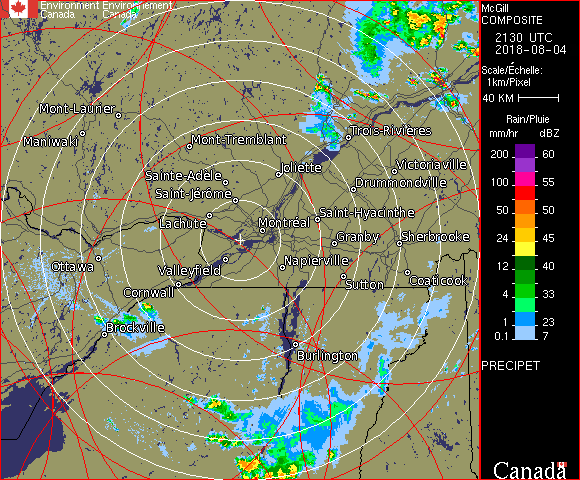 Environment Environnement
Canada Canada
McGill
COMPOSITE
2130 UTC
2018-08-04
Scale/Échelle:
1km/Pixel
40 KM
Rain/Pluie
mm/hr dBZ
200 60
150 57
100 55
50 50
24 45
12 40
4 33
1 23
0.1 7
PRECIPET
Canada
Mont-Laurier
Maniwaki
Mont-Tremblant
Trois-Rivières
Joliette
Victoriaville
Sainte-Adèle
Drummondville
Saint-Jérôme
Saint-Hyacinthe
Lachute
Montréal
Granby
Sherbrooke
Ottawa
Valleyfield
Napierville
Sutton
Coaticook
Cornwall
Brockville
Burlington